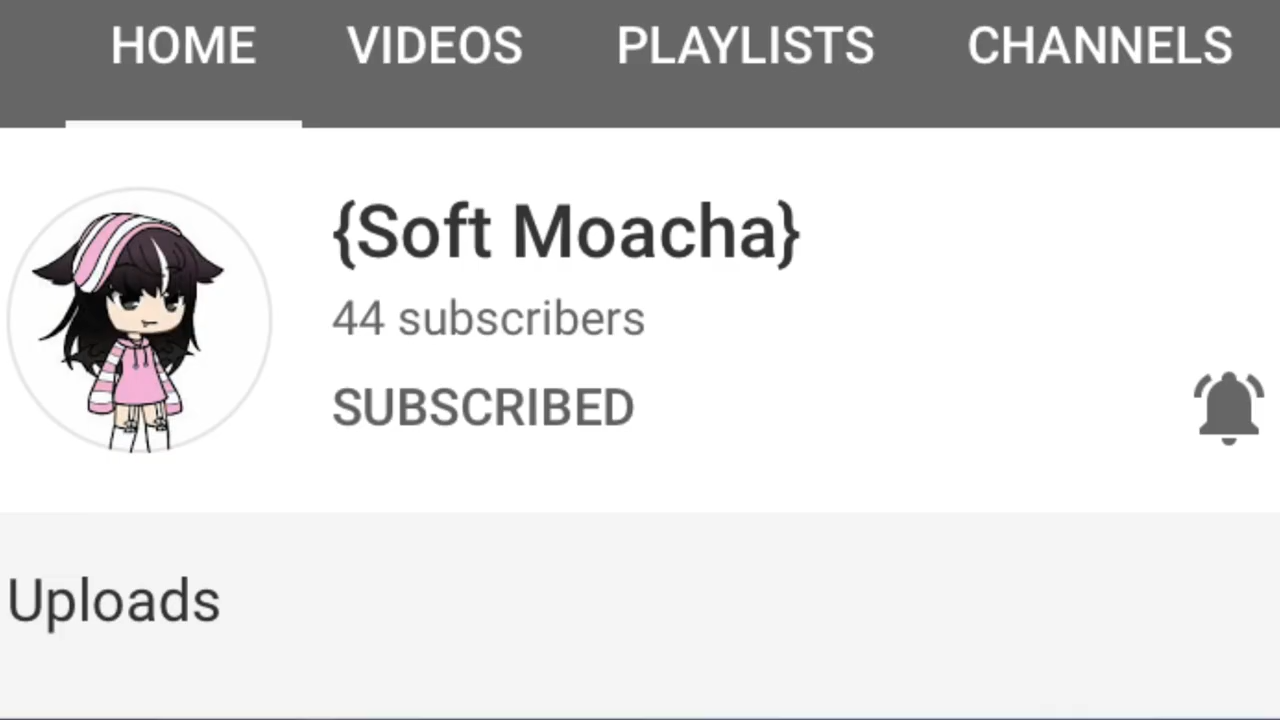 HOME VIDEOS PLAYLISTS CHANNELS
{Soft Moacha}
44 subscribers
SUBSCRIBED
Uploads